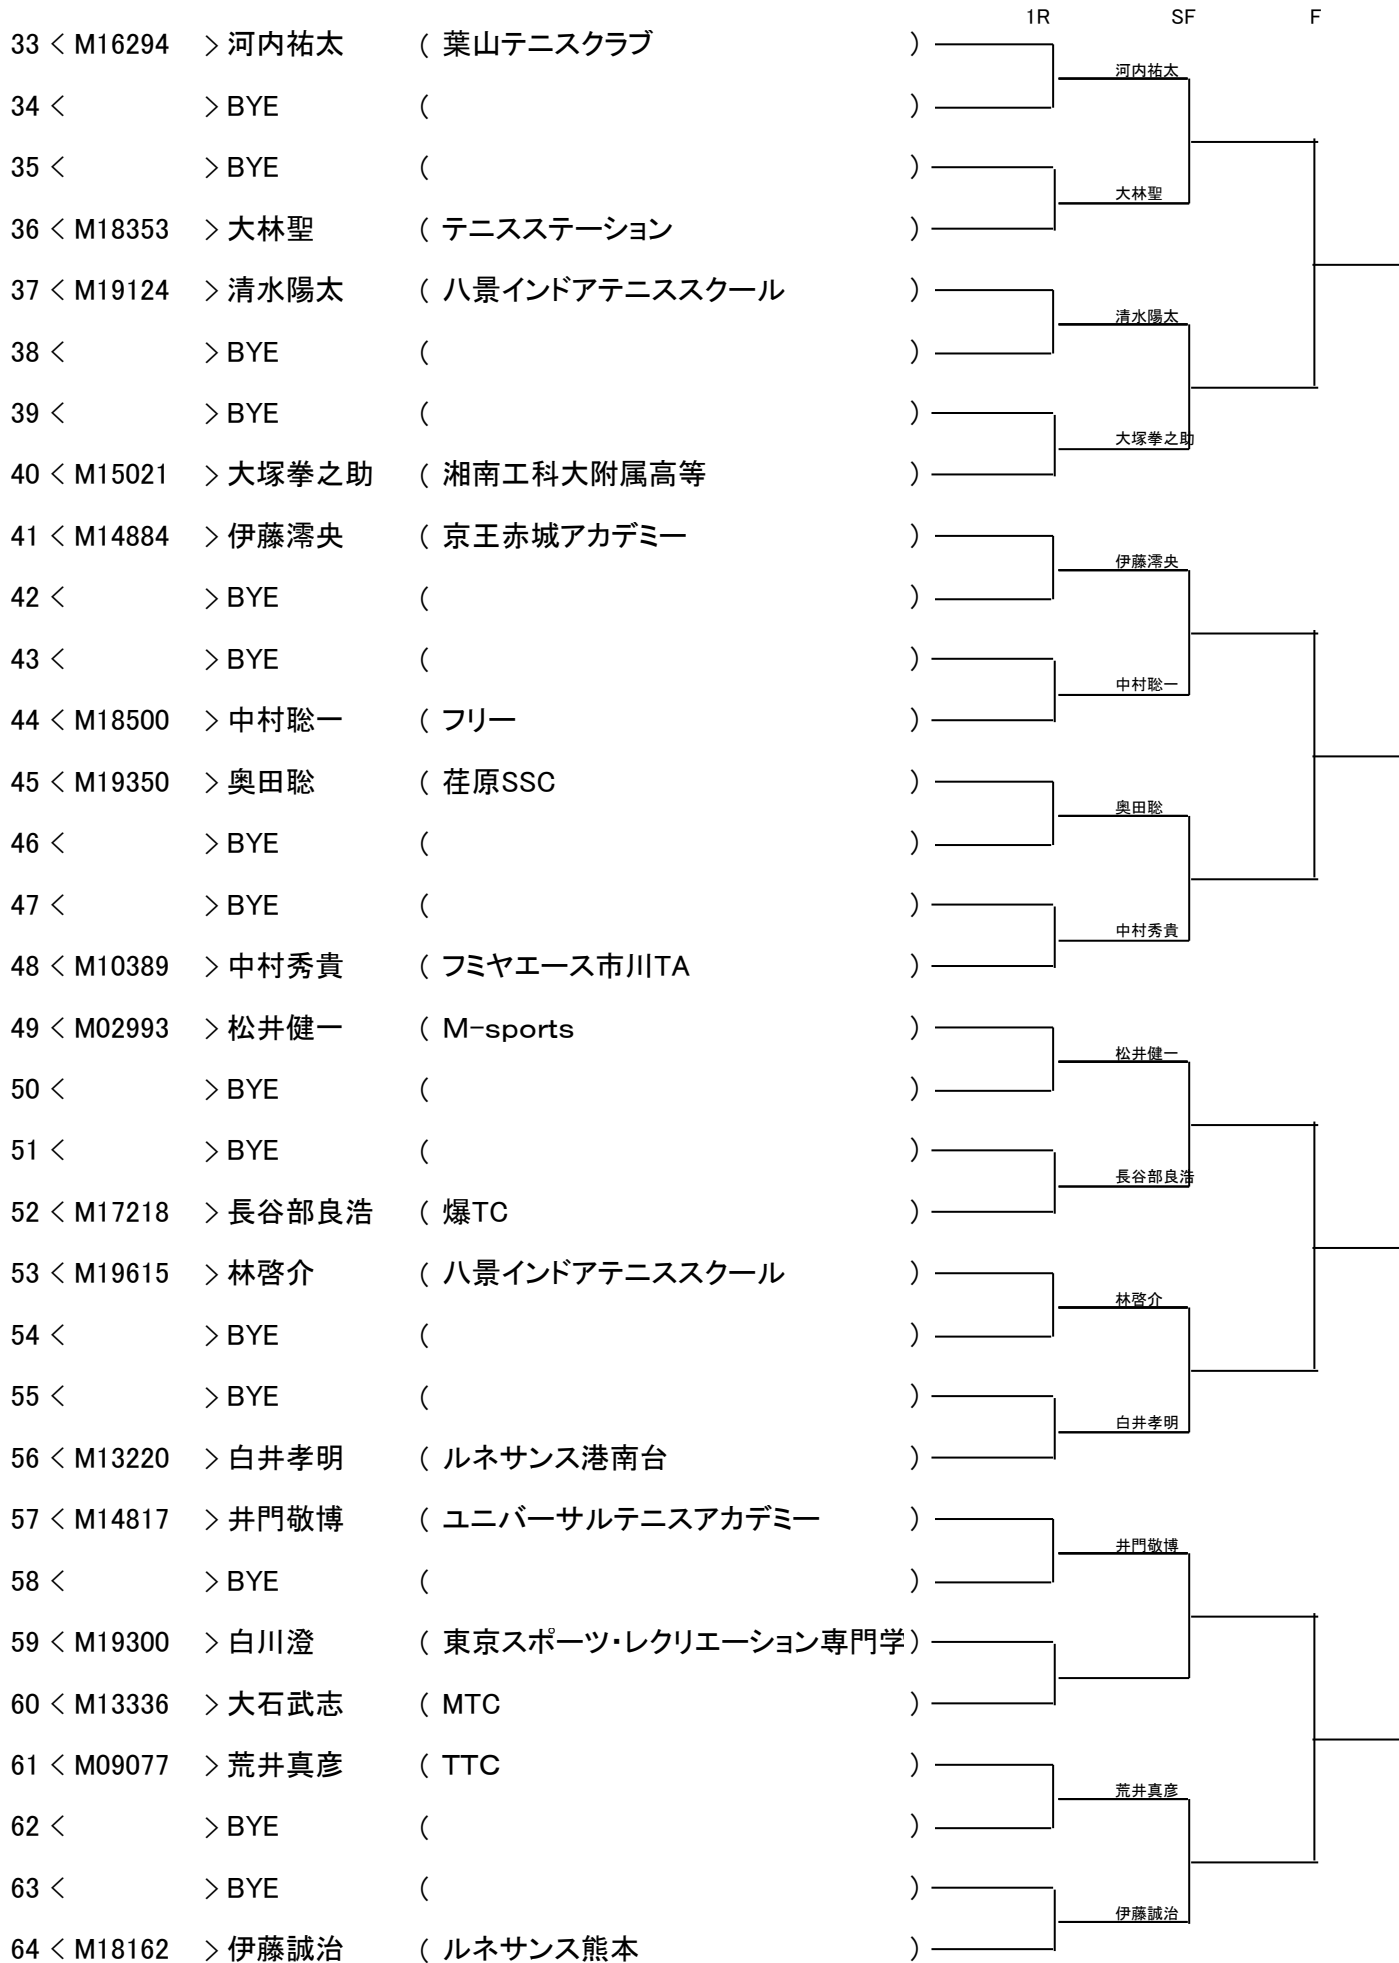 1R SF F
33 < M16294 > 河内祐太 ( 葉山テニスクラブ )
河内祐太
34 < > BYE ( )
35 < > BYE ( )
大林聖
36 < M18353 > 大林聖 ( テニスステーション )
37 < M19124 > 清水陽太 ( 八景インドアテニススクール )
清水陽太
38 < > BYE ( )
39 < > BYE ( )
大塚拳之助
40 < M15021 > 大塚拳之助 ( 湘南工科大附属高等 )
41 < M14884 > 伊藤澪央 ( 京王赤城アカデミー )
伊藤澪央
42 < > BYE ( )
43 < > BYE ( )
中村聡一
44 < M18500 > 中村聡一 ( フリー )
45 < M19350 > 奥田聡 ( 荏原SSC )
奥田聡
46 < > BYE ( )
47 < > BYE ( )
中村秀貴
48 < M10389 > 中村秀貴 ( フミヤエース市川TA )
49 < M02993 > 松井健一 ( M-sports )
松井健一
50 < > BYE ( )
51 < > BYE ( )
長谷部良浩
52 < M17218 > 長谷部良浩 ( 爆TC )
53 < M19615 > 林啓介 ( 八景インドアテニススクール )
林啓介
54 < > BYE ( )
55 < > BYE ( )
白井孝明
56 < M13220 > 白井孝明 ( ルネサンス港南台 )
57 < M14817 > 井門敬博 ( ユニバーサルテニスアカデミー )
井門敬博
58 < > BYE ( )
59 < M19300 > 白川澄 ( 東京スポーツ・レクリエーション専門学 )
60 < M13336 > 大石武志 ( MTC )
61 < M09077 > 荒井真彦 ( TTC )
荒井真彦
62 < > BYE ( )
63 < > BYE ( )
伊藤誠治
64 < M18162 > 伊藤誠治 ( ルネサンス熊本 )